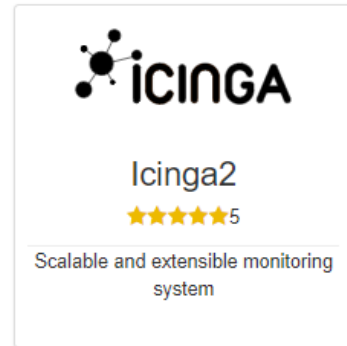 ICINGA
Icinga2
5
Scalable and extensible monitoring
system